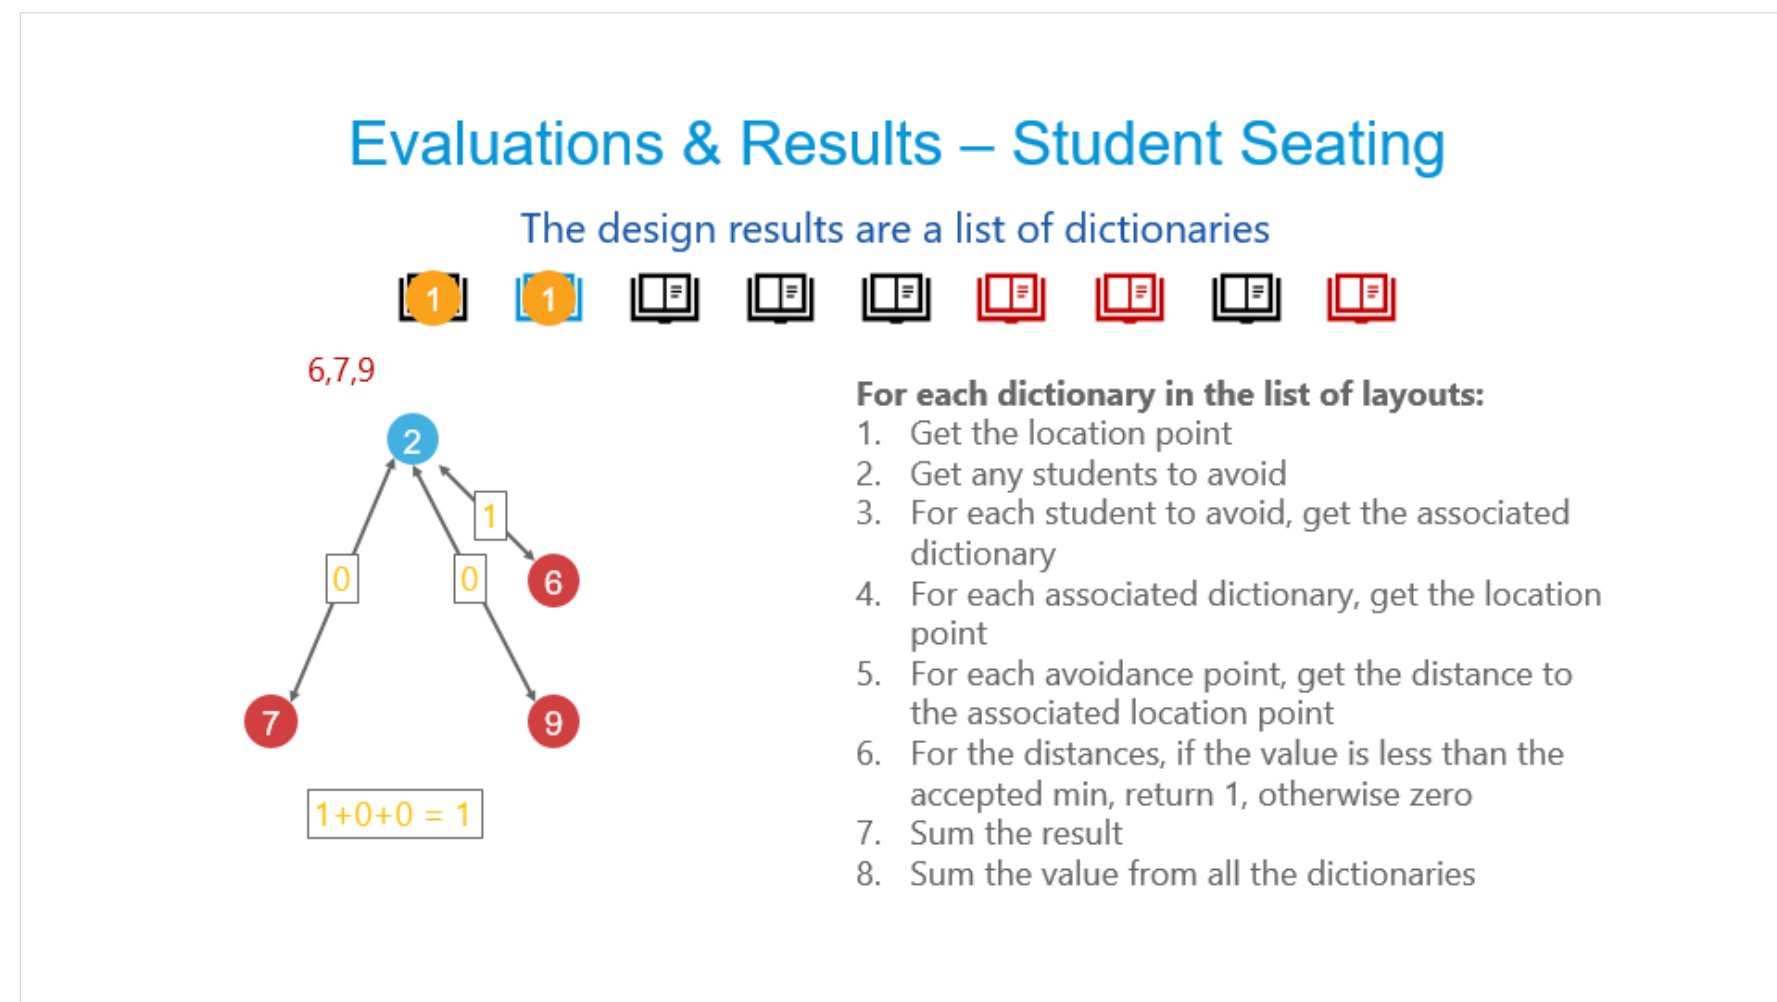 Evaluations & Results – Student Seating
The design results are a list of dictionaries
1 1
6,7,9
2
1
0 0 6
7 9
1+0+0 = 1
For each dictionary in the list of layouts:
1. Get the location point
2. Get any students to avoid
3. For each student to avoid, get the associated
dictionary
4. For each associated dictionary, get the location
point
5. For each avoidance point, get the distance to
the associated location point
6. For the distances, if the value is less than the
accepted min, return 1, otherwise zero
7. Sum the result
8. Sum the value from all the dictionaries